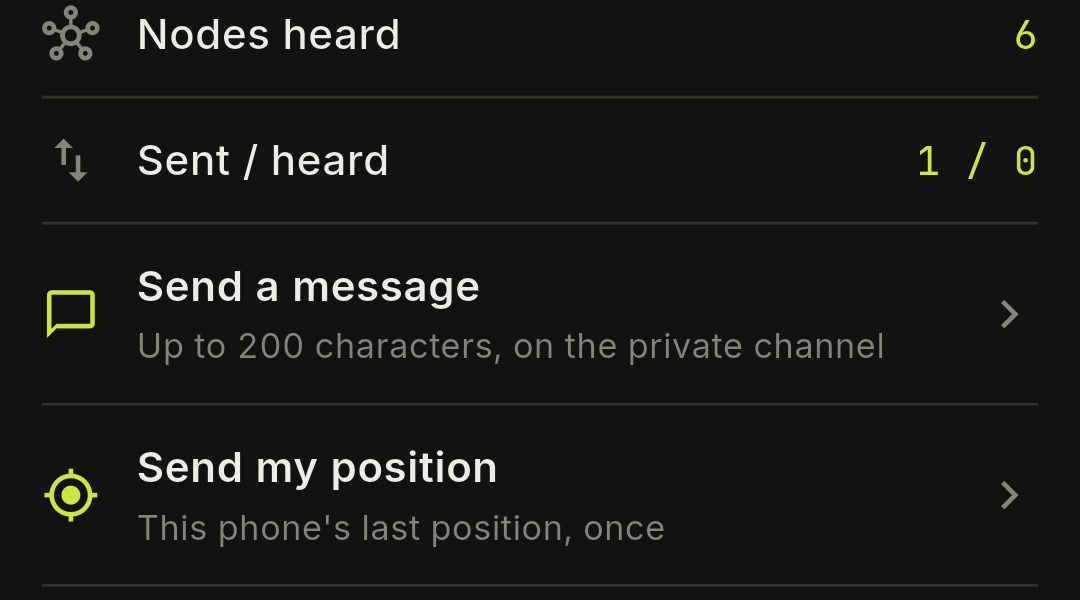 Nodes heard 6
Sent / heard 1 / 0
Send a message
Up to 200 characters, on the private channel
Send my position
This phone's last position, once